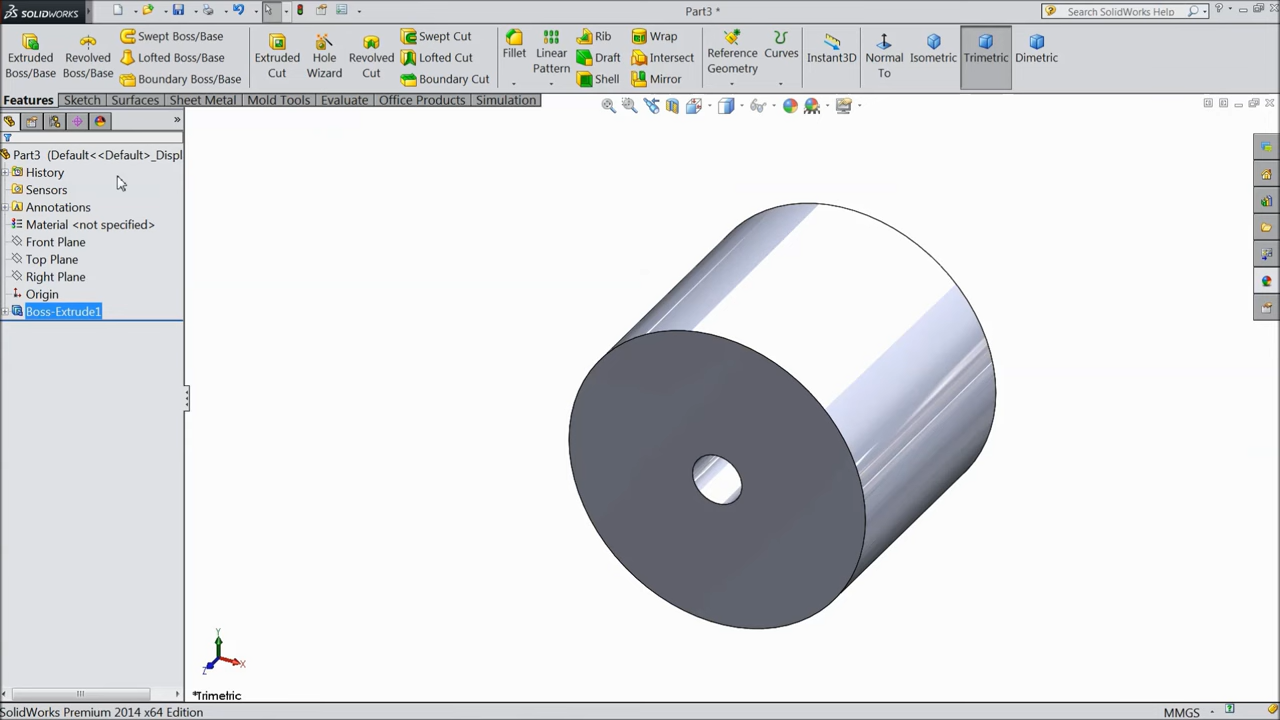 SOLIDWORKS
Part3 *
Search SolidWorks Help
Extruded Boss/Base
Revolved Boss/Base
Swept Boss/Base
Lofted Boss/Base
Boundary Boss/Base
Extruded Cut
Hole Wizard
Revolved Cut
Swept Cut
Lofted Cut
Boundary Cut
Fillet
Linear Pattern
Rib
Draft
Shell
Wrap
Intersect
Mirror
Reference Geometry
Curves
Instant3D
Normal To
Isometric
Trimetric
Dimetric
Features Sketch Surfaces Sheet Metal Mold Tools Evaluate Office Products Simulation
Part3 (Default<<Default>_Displ
History
Sensors
Annotations
Material <not specified>
Front Plane
Top Plane
Right Plane
Origin
Boss-Extrude1
Y
X
Z
*Trimetric
SolidWorks Premium 2014 x64 Edition
MMGS